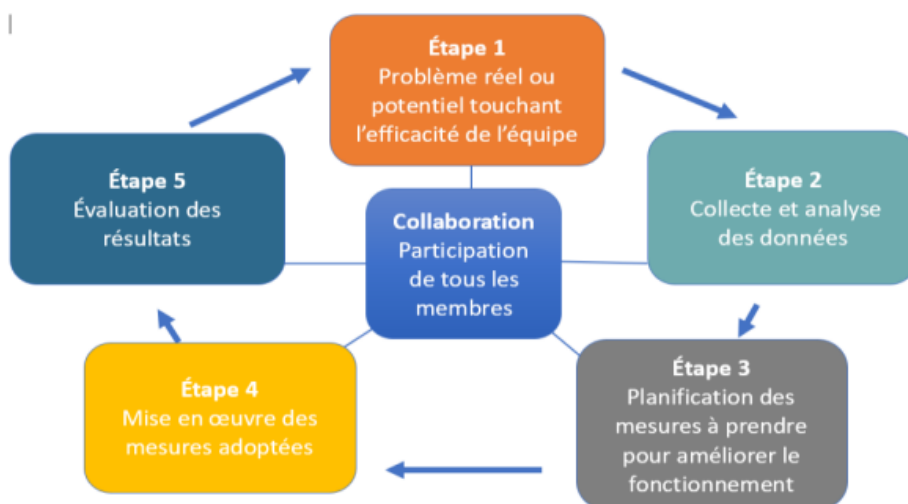 Étape 1
Problème réel ou
potentiel touchant
l’efficacité de l’équipe
Étape 2
Collecte et analyse
des données
Étape 3
Planification des
mesures à prendre
pour améliorer le
fonctionnement
Étape 4
Mise en œuvre des
mesures adoptées
Étape 5
Évaluation des
résultats
Collaboration
Participation
de tous les
membres